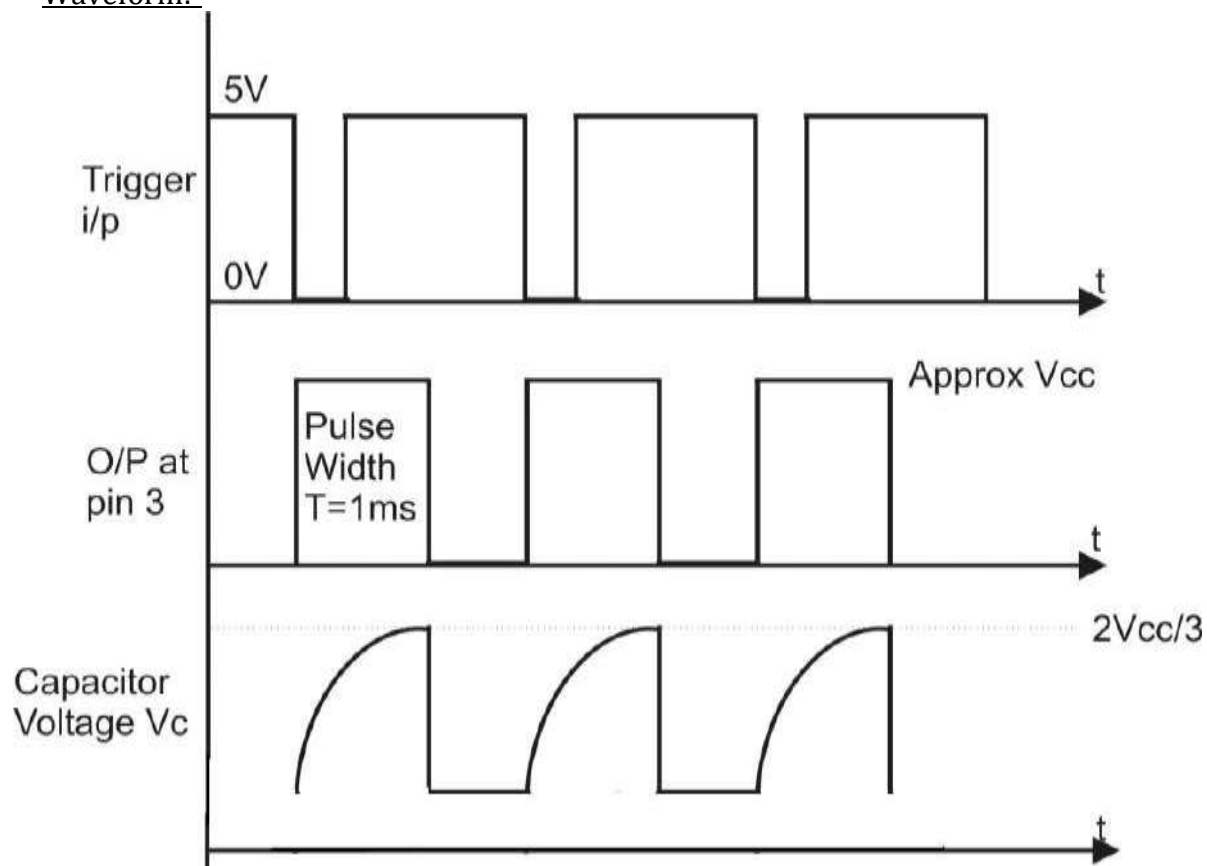 Waveform:
5V
Trigger
i/p
0V
t
Approx Vcc
Pulse
Width
T=1ms
O/P at
pin 3
t
2Vcc/3
Capacitor
Voltage Vc
t